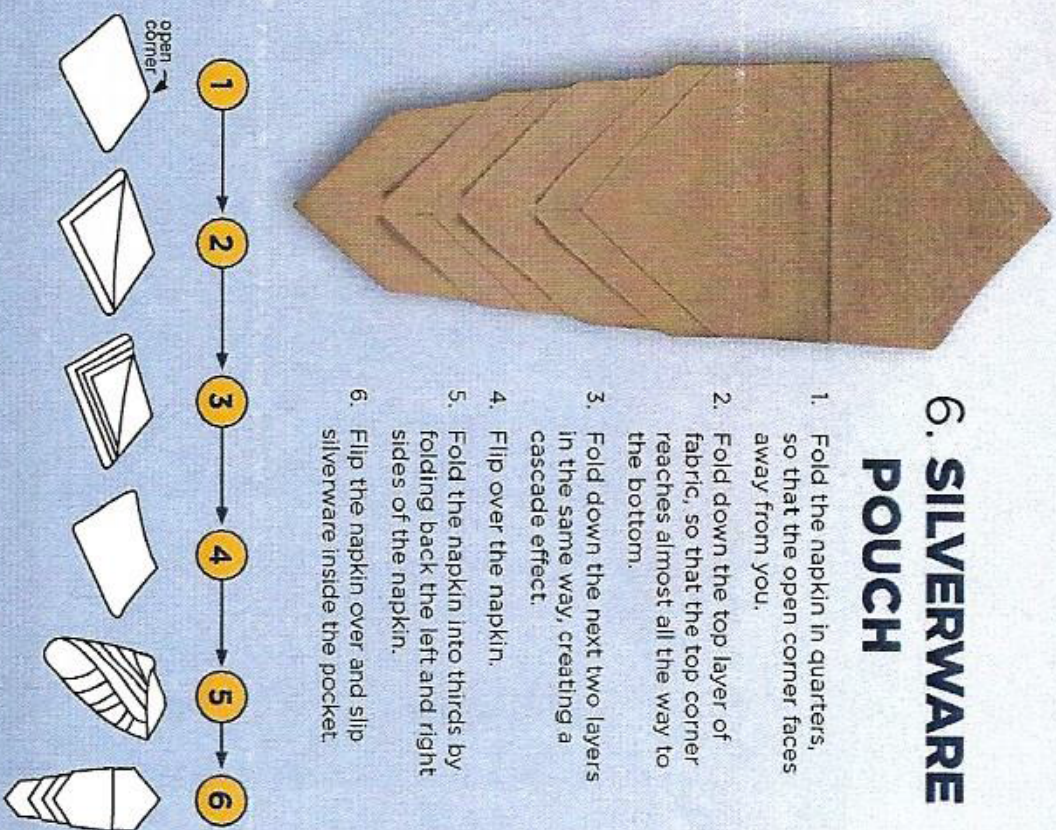 6. SILVERWARE
POUCH
1. Fold the napkin in quarters,
so that the open corner faces
away from you.
2. Fold down the top layer of
fabric, so that the top corner
reaches almost all the way to
the bottom.
3. Fold down the next two layers
in the same way, creating a
cascade effect.
4. Flip over the napkin.
5. Fold the napkin into thirds by
folding back the left and right
sides of the napkin.
6. Flip the napkin over and slip
silverware inside the pocket.
1
2
3
4
5
6
open
corner